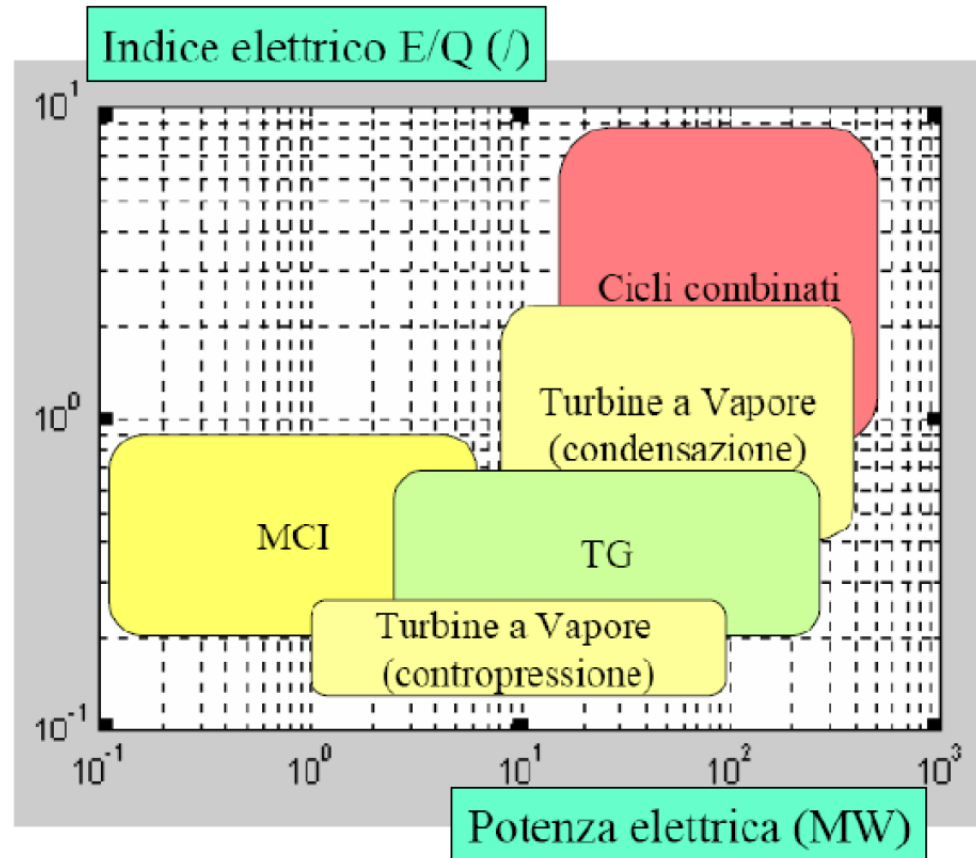 Indice elettrico E/Q (/)
10^1
Cicli combinati
Turbine a Vapore
(condensazione)
10^0
MCI
TG
Turbine a Vapore
(contropressione)
10^-1
10^-1 10^0 10^1 10^2 10^3
Potenza elettrica (MW)